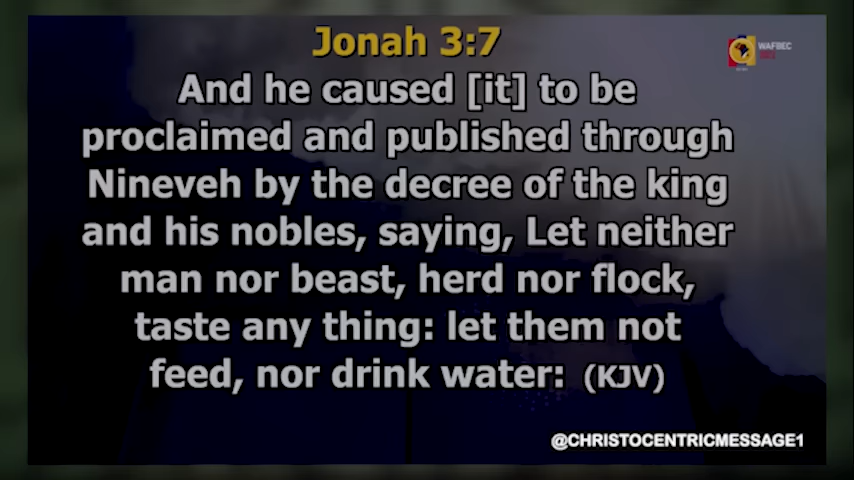 Jonah 3:7
WAFBEC
And he caused [it] to be
proclaimed and published through
Nineveh by the decree of the king
and his nobles, saying, Let neither
man nor beast, herd nor flock,
taste any thing: let them not
feed, nor drink water: (KJV)
@CHRISTOCENTRICMESSAGE1